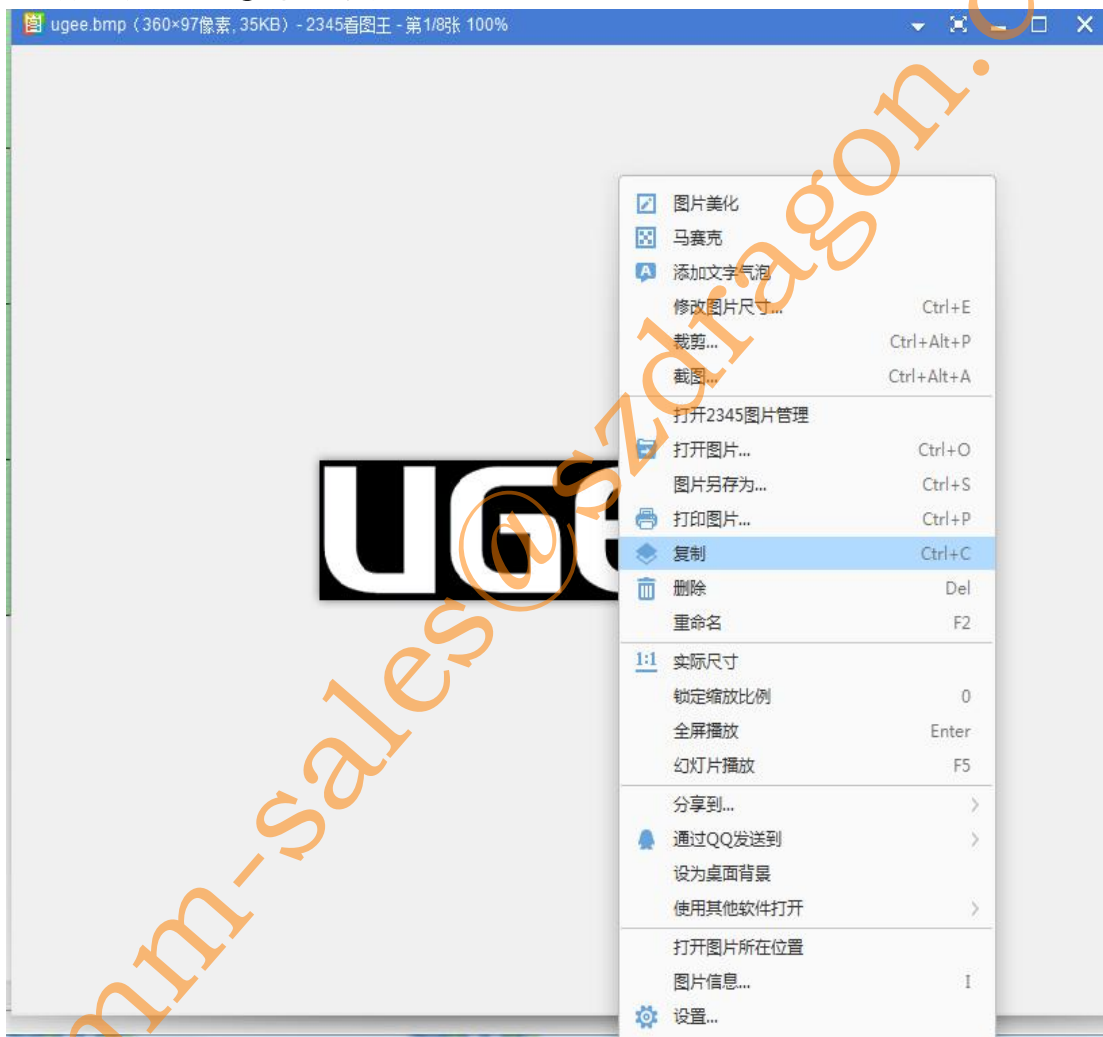 ugee.bmp (360×97像素, 35KB) - 2345看图王 - 第1/8张 100%
图片美化
马赛克
添加文字气泡
修改图片尺寸... Ctrl+E
裁剪... Ctrl+Alt+P
截图... Ctrl+Alt+A
打开2345图片管理
打开图片... Ctrl+O
图片另存为... Ctrl+S
打印图片... Ctrl+P
复制 Ctrl+C
删除 Del
重命名 F2
1:1 实际尺寸
锁定缩放比例 0
全屏播放 Enter
幻灯片播放 F5
分享到...
通过QQ发送到
设为桌面背景
使用其他软件打开
打开图片所在位置
图片信息... I
设置...
UG
mm-sales@szdragon.